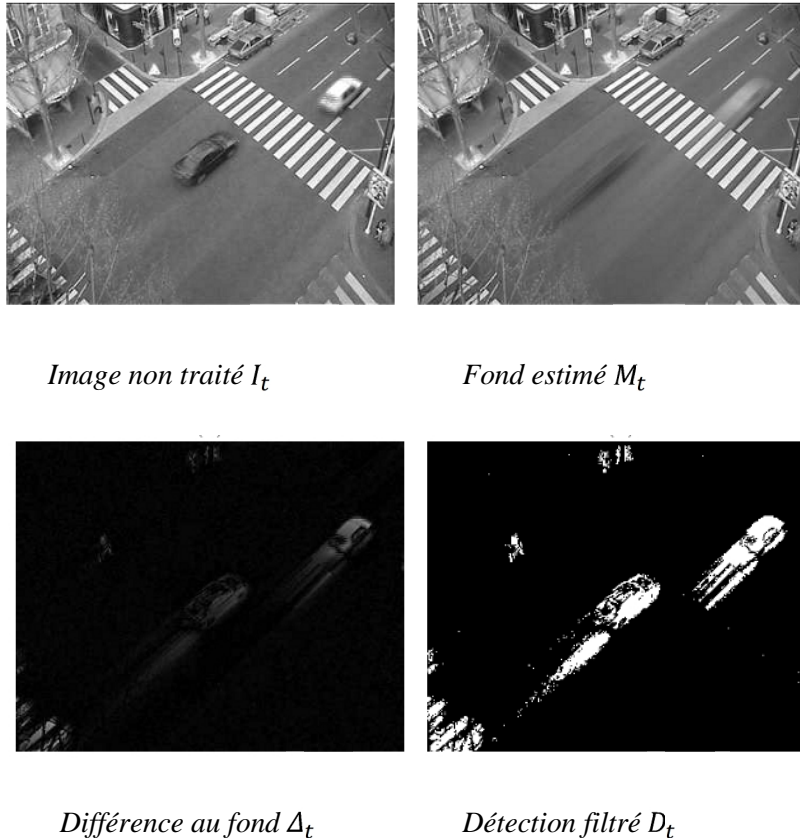 Image non traité I_t
Fond estimé M_t
Différence au fond Δ_t
Détection filtré D_t